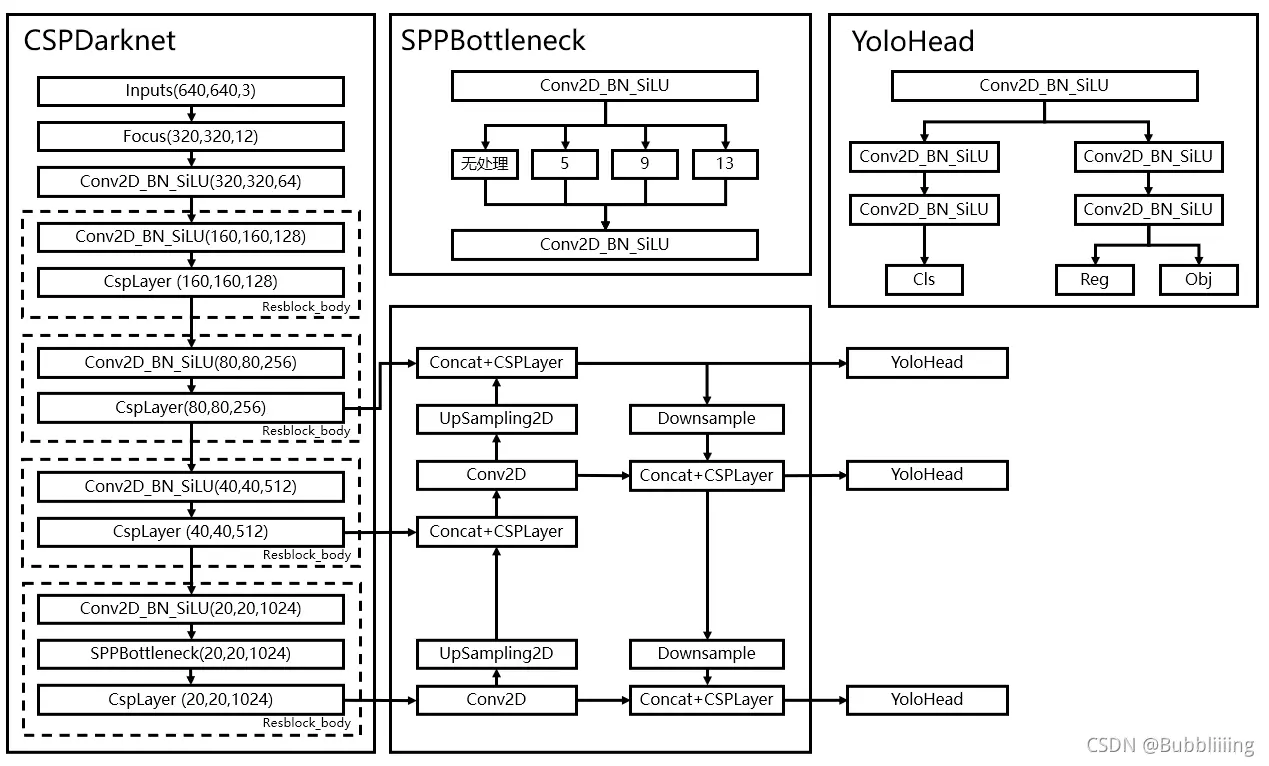 CSPDarknet
Inputs(640,640,3)
Focus(320,320,12)
Conv2D_BN_SiLU(320,320,64)
Conv2D_BN_SiLU(160,160,128)
CspLayer (160,160,128)
Resblock_body
Conv2D_BN_SiLU(80,80,256)
CspLayer(80,80,256)
Resblock_body
Conv2D_BN_SiLU(40,40,512)
CspLayer (40,40,512)
Resblock_body
Conv2D_BN_SiLU(20,20,1024)
SPPBottleneck(20,20,1024)
CspLayer (20,20,1024)
Resblock_body
SPPBottleneck
Conv2D_BN_SiLU
无处理 5 9 13
Conv2D_BN_SiLU
YoloHead
Conv2D_BN_SiLU
Conv2D_BN_SiLU Conv2D_BN_SiLU
Conv2D_BN_SiLU Conv2D_BN_SiLU
Cls Reg Obj
Concat+CSPLayer YoloHead
UpSampling2D Downsample
Conv2D Concat+CSPLayer YoloHead
Concat+CSPLayer
UpSampling2D Downsample
Conv2D Concat+CSPLayer YoloHead
CSDN @Bubbliiiing